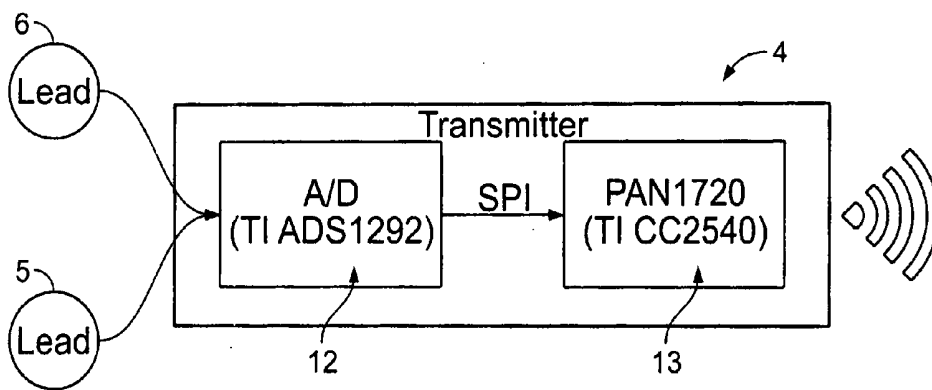 6
Lead
4
Transmitter
A/D
(TI ADS1292)
SPI
PAN1720
(TI CC2540)
5
Lead
12
13